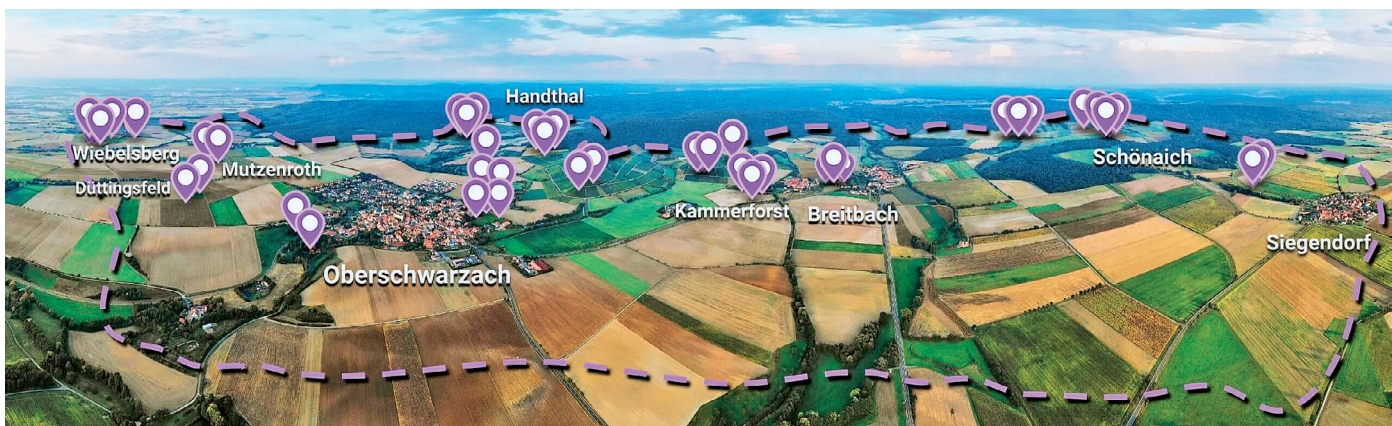 Handthal
Wiebelsberg
Mutzenroth
Düttingsfeld
Schönaich
Kammerforst
Breitbach
Siegendorf
Oberschwarzach